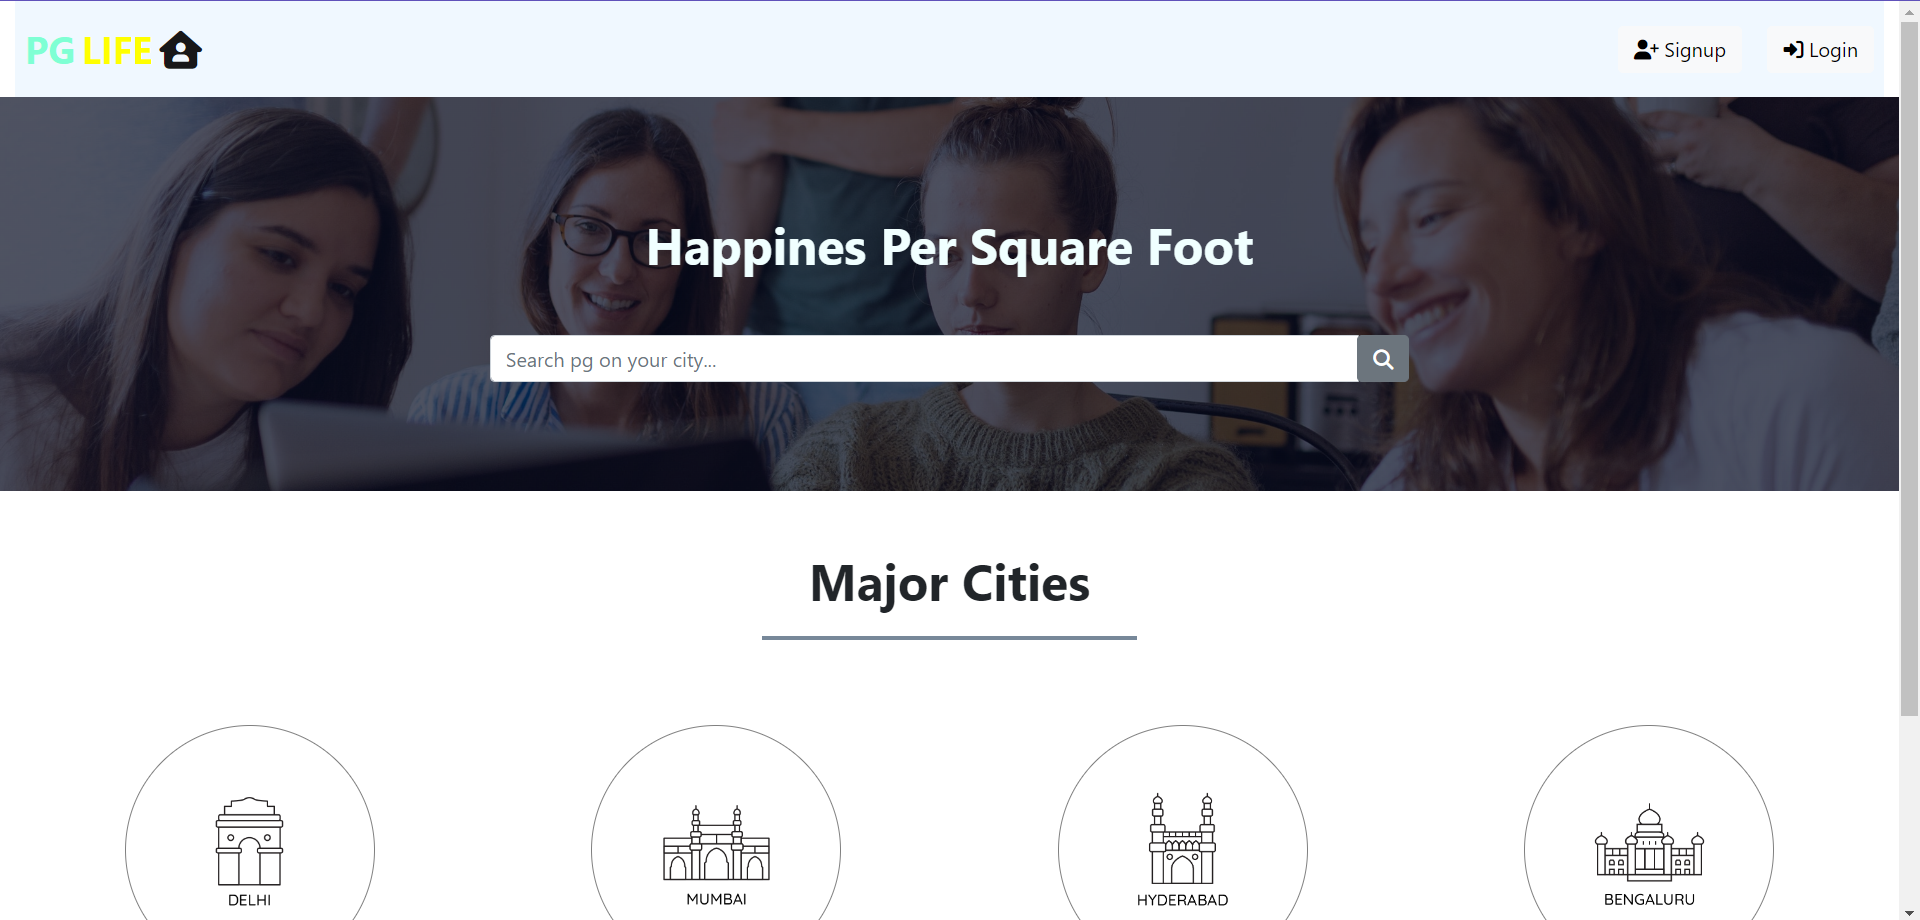 PG LIFE
Signup
Login
Happines Per Square Foot
Search pg on your city...
Major Cities
DELHI
MUMBAI
HYDERABAD
BENGALURU